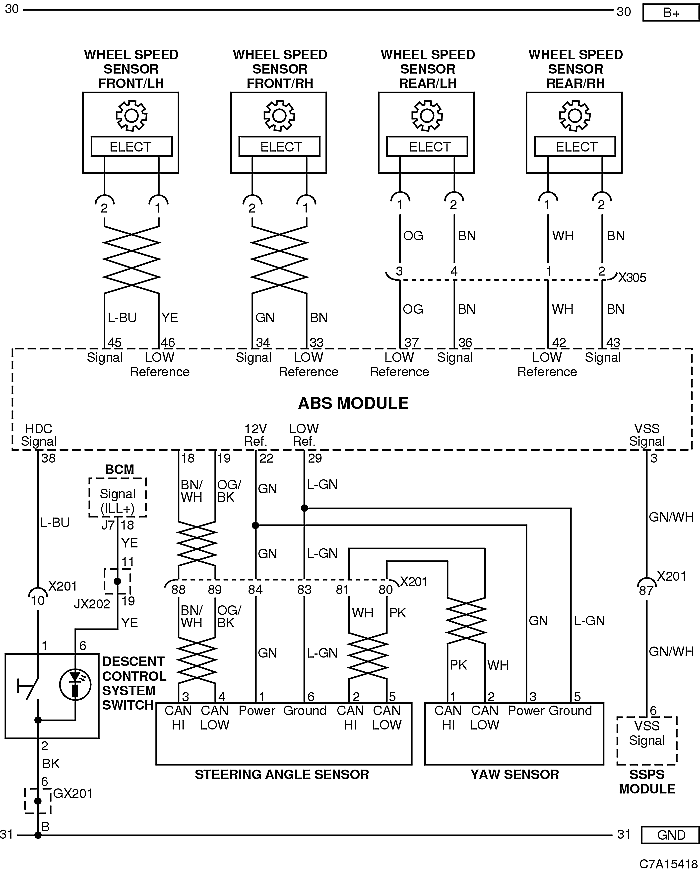 30 30 B+
WHEEL SPEED SENSOR FRONT/LH
WHEEL SPEED SENSOR FRONT/RH
WHEEL SPEED SENSOR REAR/LH
WHEEL SPEED SENSOR REAR/RH
ELECT ELECT ELECT ELECT
2 1 2 1 1 2 1 2
OG BN WH BN
3 4 1 2 X305
L-BU YE GN BN OG BN WH BN
45 46 34 33 37 36 42 43
Signal LOW Reference Signal LOW Reference LOW Reference Signal LOW Reference Signal
ABS MODULE
HDC Signal
12V Ref.
LOW Ref.
VSS Signal
38 18 19 22 29 3
BCM
Signal (ILL+)
J7 18
BN/WH OG/BK GN L-GN
L-BU YE GN L-GN GN/WH
11
JX202
19
YE
X201
10
88 89 84 83 81 80 X201
X201
87
BN/WH OG/BK WH PK GN L-GN
GN L-GN PK WH GN/WH
1 6
DESCENT CONTROL SYSTEM SWITCH
3 4 1 6 2 5
CAN HI CAN LOW Power Ground CAN HI CAN LOW
STEERING ANGLE SENSOR
1 2 3 5
CAN HI CAN LOW Power Ground
YAW SENSOR
6
VSS Signal
SSPS MODULE
2
BK
6
GX201
B
31 31 GND
C7A15418